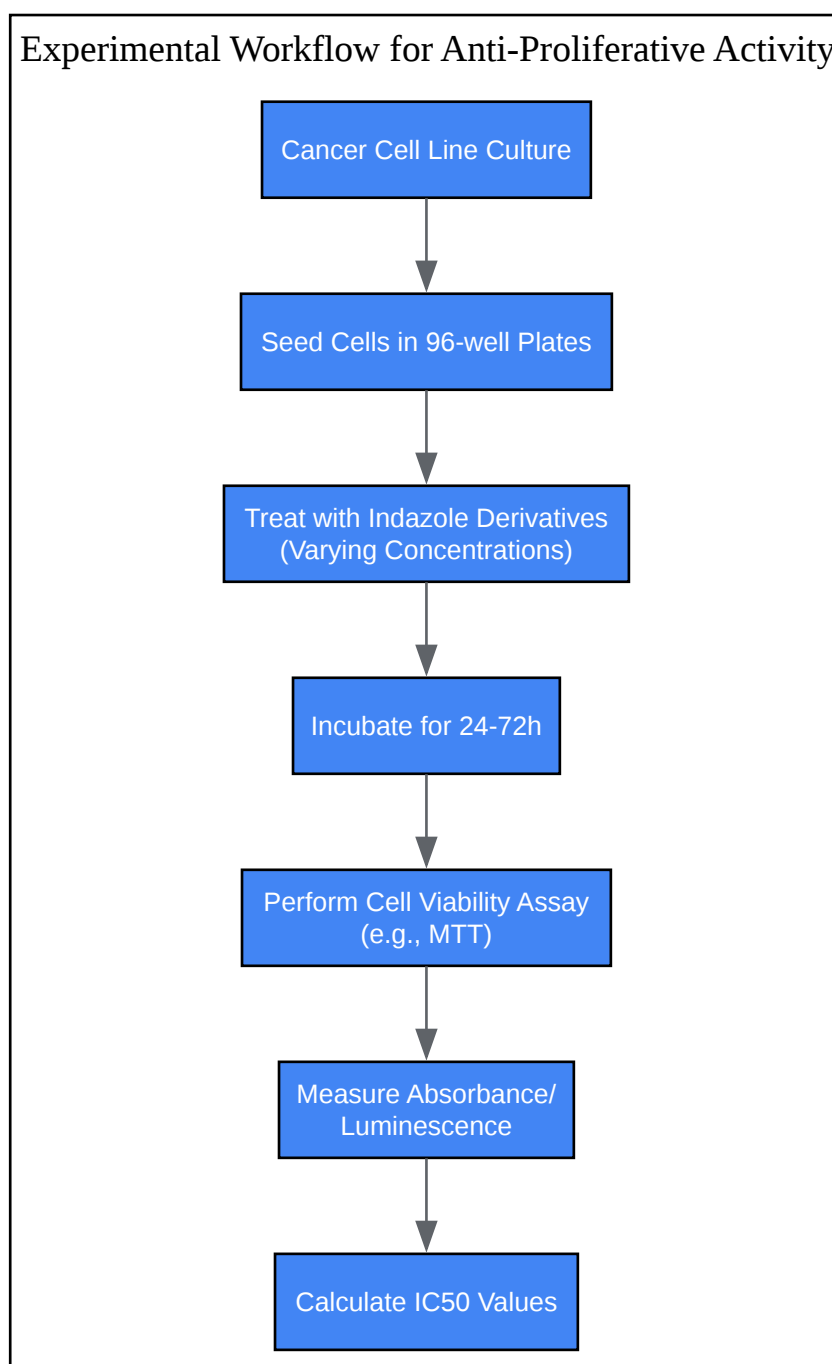 Experimental Workflow for Anti-Proliferative Activity
Cancer Cell Line Culture
Seed Cells in 96-well Plates
Treat with Indazole Derivatives
(Varying Concentrations)
Incubate for 24-72h
Perform Cell Viability Assay
(e.g., MTT)
Measure Absorbance/
Luminescence
Calculate IC50 Values